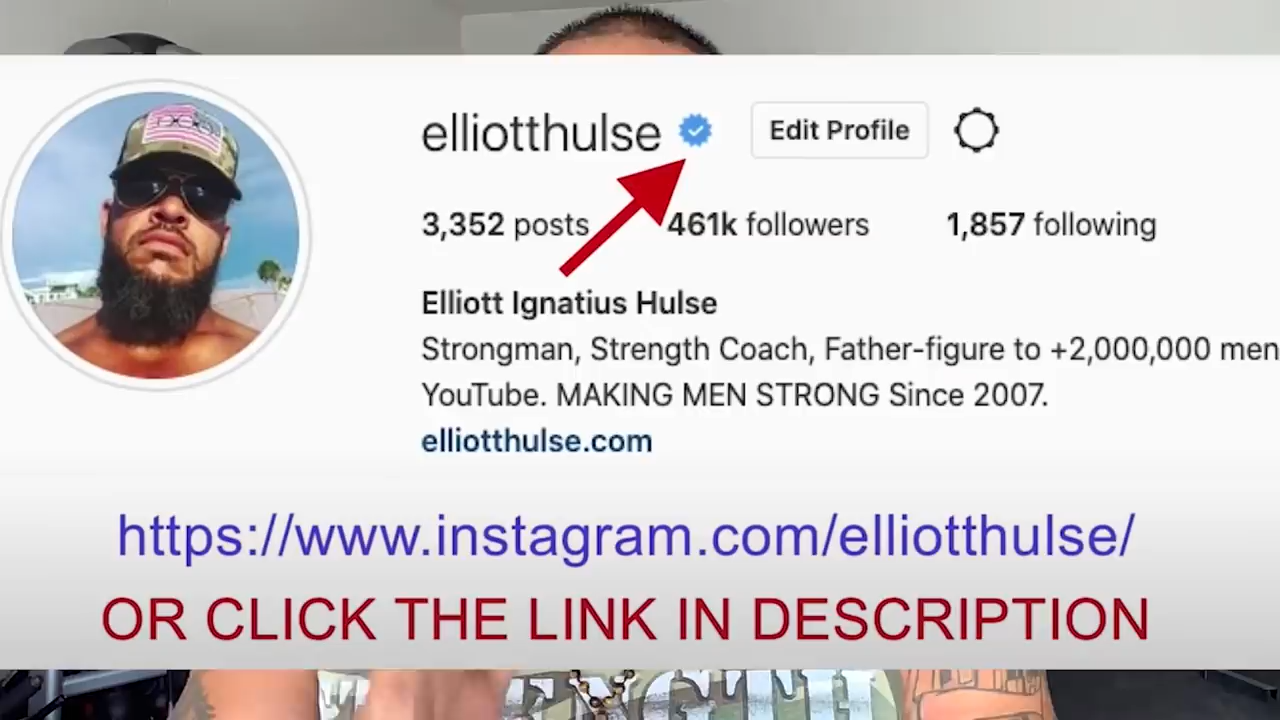 elliotthulse Edit Profile
3,352 posts 461k followers 1,857 following
Elliott Ignatius Hulse
Strongman, Strength Coach, Father-figure to +2,000,000 men
YouTube. MAKING MEN STRONG Since 2007.
elliotthulse.com
https://www.instagram.com/elliotthulse/
OR CLICK THE LINK IN DESCRIPTION